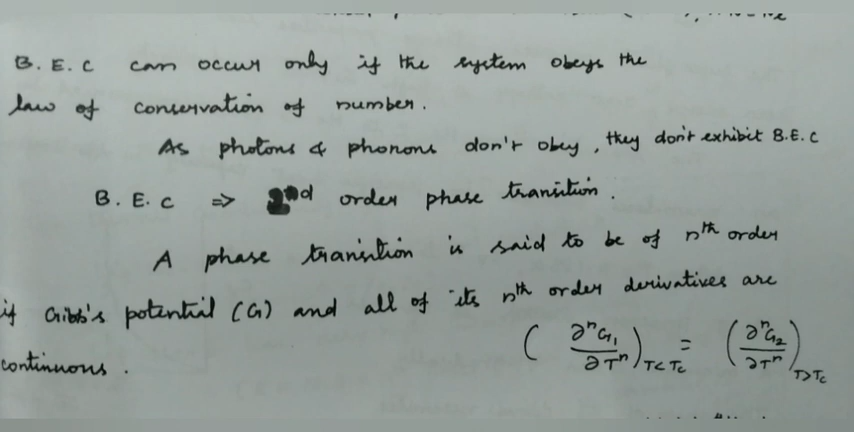 B. E. C can occur only if the system obeys the
law of conservation of number.
As photons & phonons don't obey, they don't exhibit B.E.C
B. E. C => 2nd order phase transition.
A phase transition is said to be of nth order
if Gibb's potential (G) and all of its nth order derivatives are
continuous. ( ∂ⁿG₁ / ∂Tⁿ )T<Tc = ( ∂ⁿG₂ / ∂Tⁿ )T>Tc